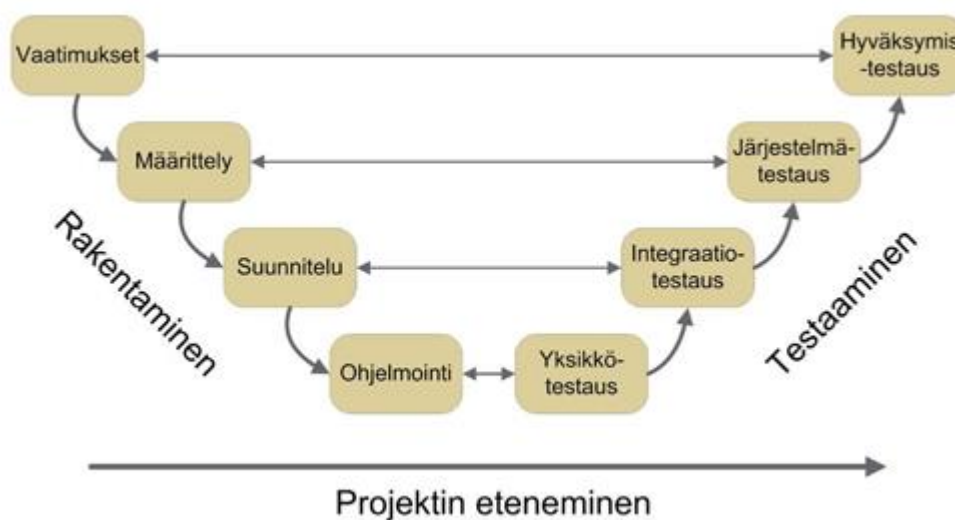 Vaatimukset
Hyväksymis
-testaus
Määrittely
Järjestelmä-
testaus
Rakentaminen
Suunnitelu
Integraatio-
testaus
Testaaminen
Ohjelmointi
Yksikkö-
testaus
Projektin eteneminen